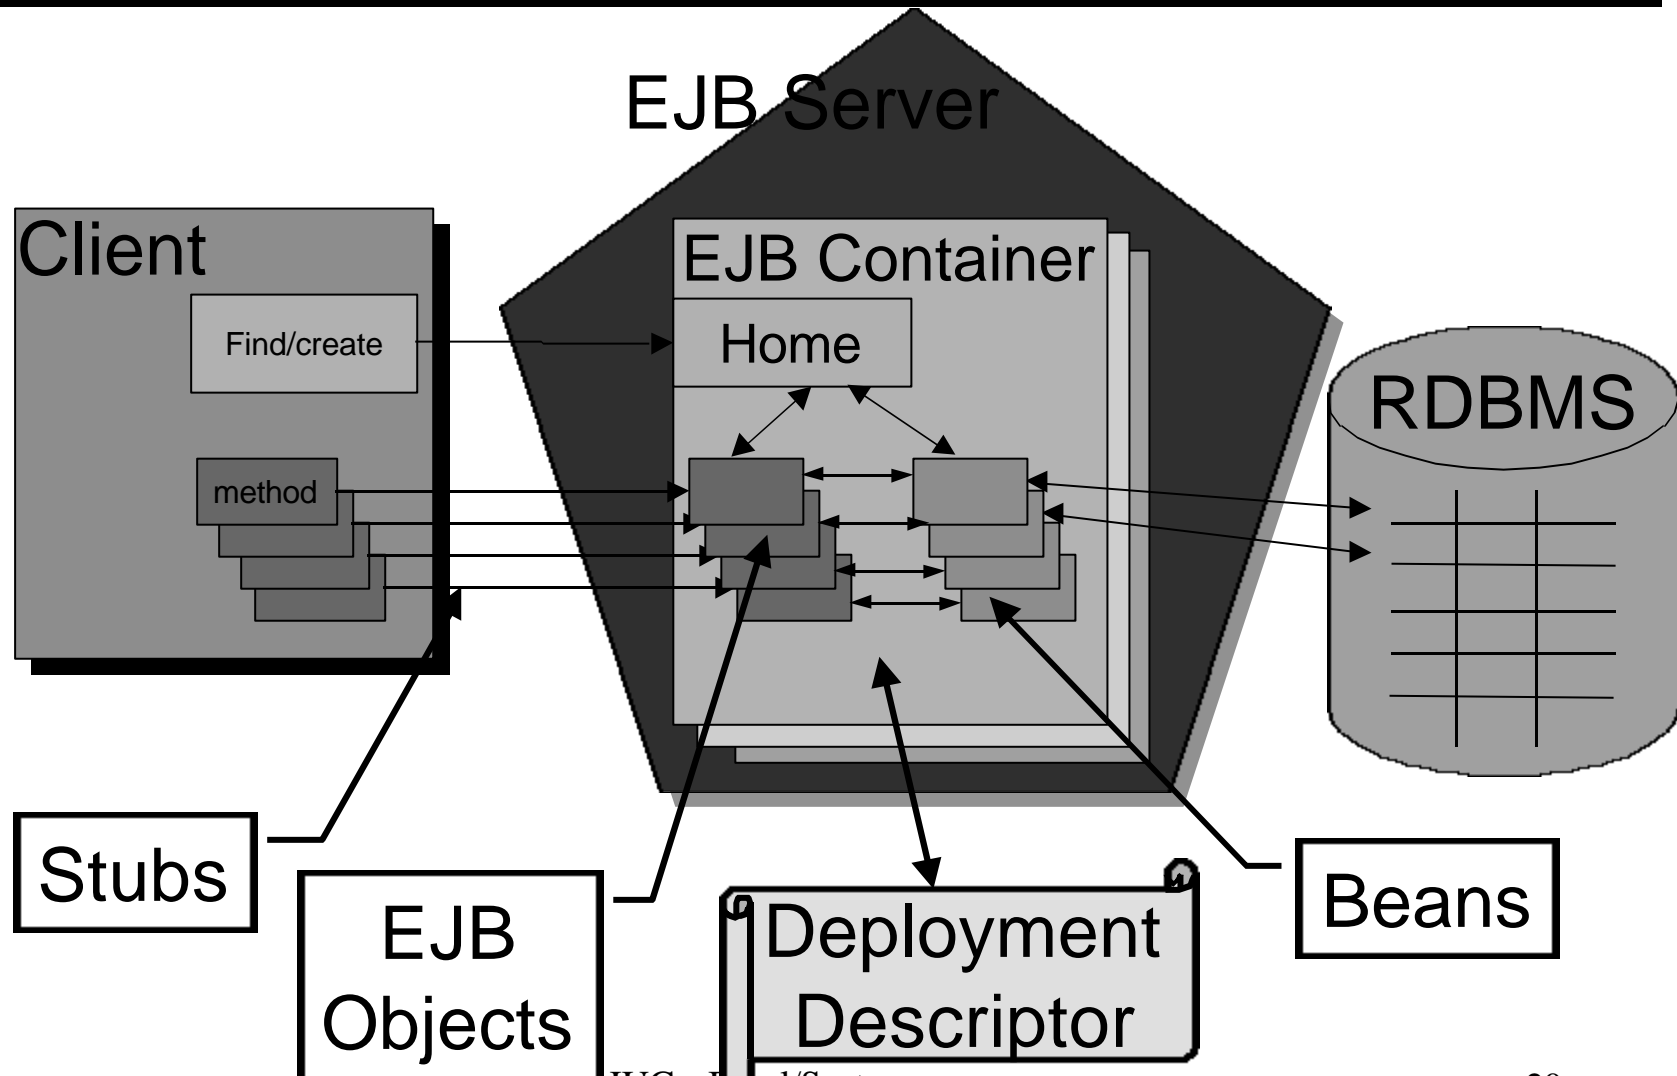 EJB Server
Client
EJB Container
Find/create
Home
RDBMS
method
Stubs
EJB
Objects
Deployment
Descriptor
Beans